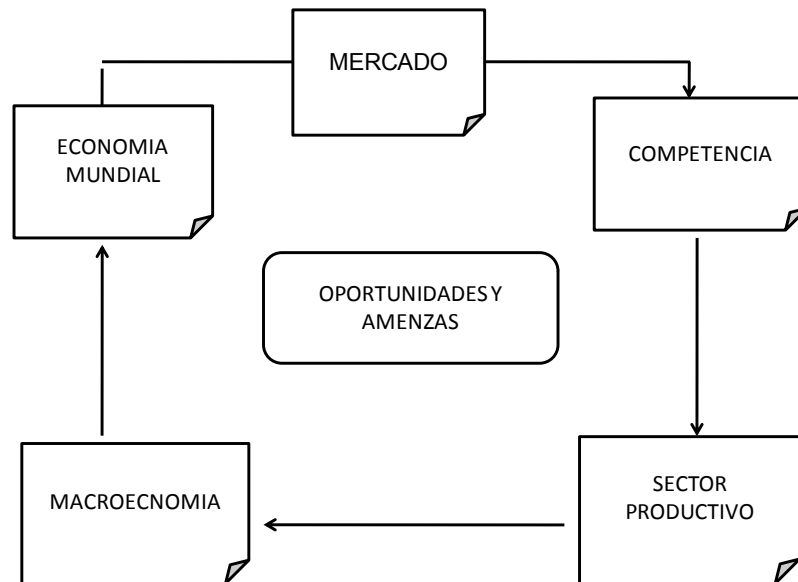 MERCADO
ECONOMIA
MUNDIAL
COMPETENCIA
OPORTUNIDADES Y
AMENZAS
MACROECNOMIA
SECTOR
PRODUCTIVO